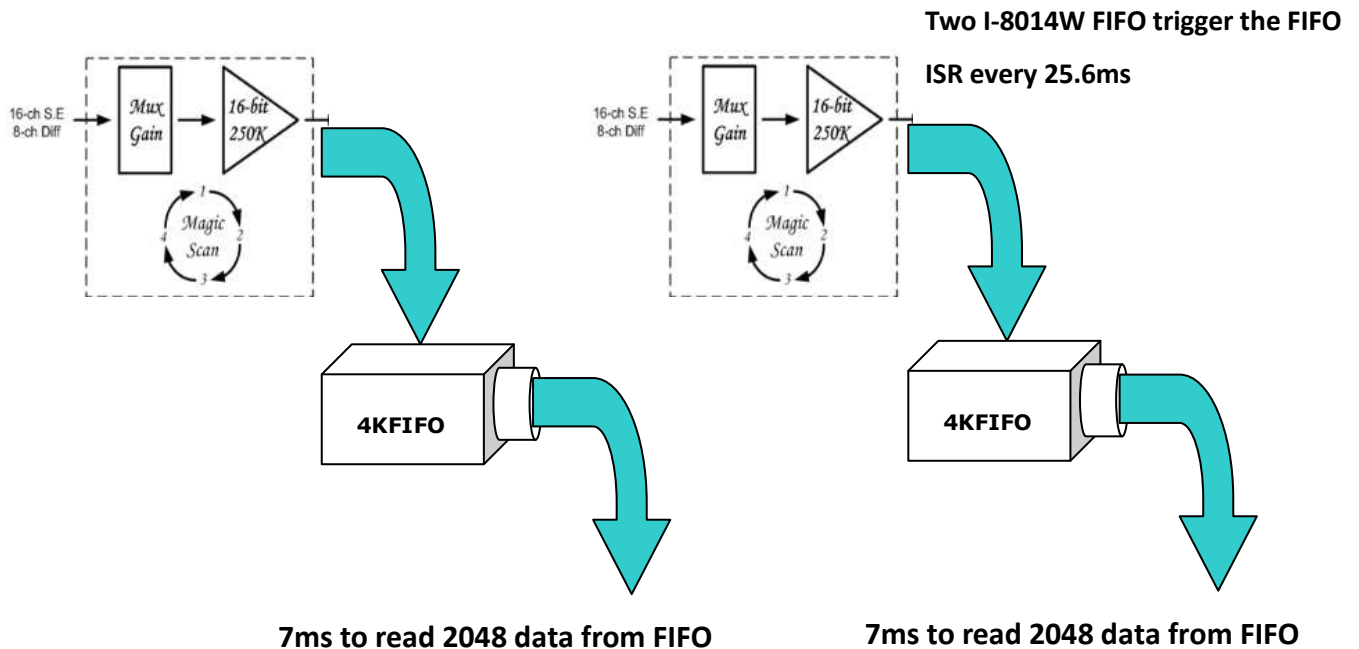 Two I-8014W FIFO trigger the FIFO
ISR every 25.6ms
16-ch S.E
8-ch Diff
Mux
Gain
16-bit
250K
1
Magic
4
2
Scan
3
16-ch S.E
8-ch Diff
Mux
Gain
16-bit
250K
1
Magic
4
2
Scan
3
4KFIFO
4KFIFO
7ms to read 2048 data from FIFO
7ms to read 2048 data from FIFO